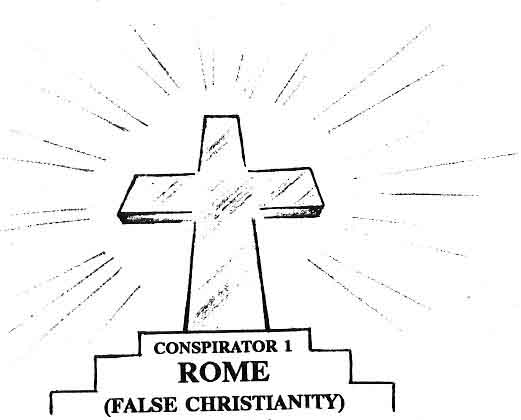 CONSPIRATOR 1
ROME
(FALSE CHRISTIANITY)